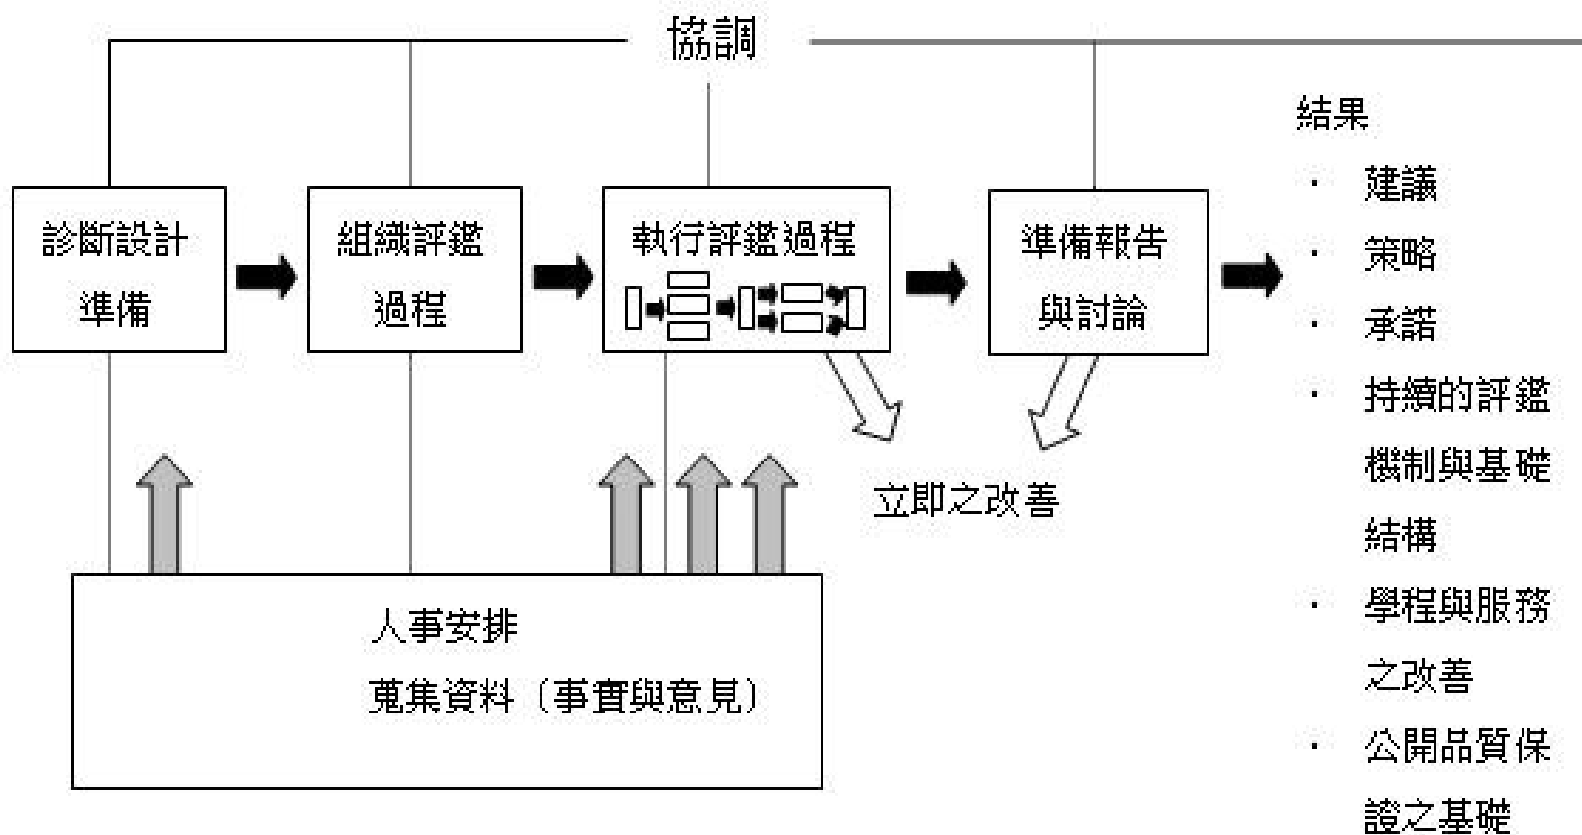 協調
診斷設計
準備
組織評鑑
過程
執行評鑑過程
準備報告
與討論
立即之改善
人事安排
蒐集資料（事實與意見）
結果
· 建議
· 策略
· 承諾
· 持續的評鑑
機制與基礎
結構
· 學程與服務
之改善
· 公開品質保
證之基礎